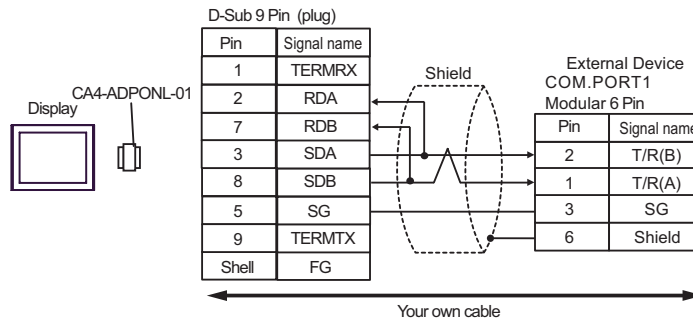 D-Sub 9 Pin (plug)
Pin Signal name
1 TERMRX
2 RDA
7 RDB
3 SDA
8 SDB
5 SG
9 TERMTX
Shell FG
CA4-ADPONL-01
Display
Shield
External Device
COM.PORT1
Modular 6 Pin
Pin Signal name
2 T/R(B)
1 T/R(A)
3 SG
6 Shield
Your own cable